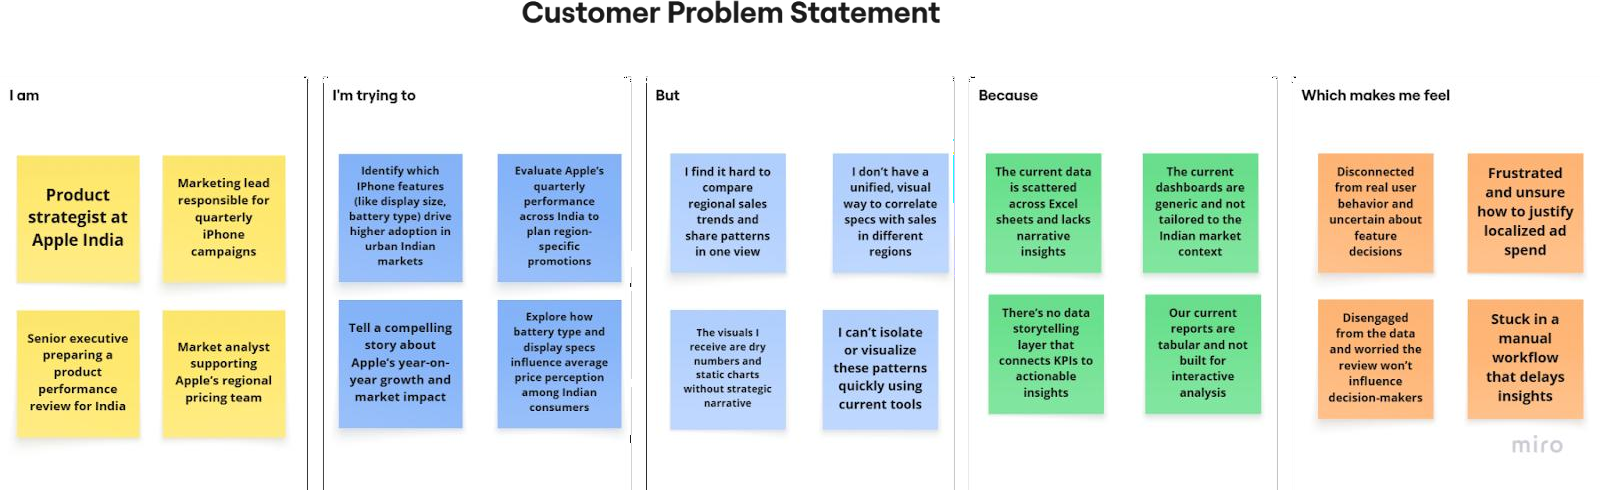 Customer Problem Statement
I am
Product
strategist at
Apple India
Marketing lead
responsible for
quarterly
iPhone
campaigns
Senior executive
preparing a
product
performance
review for India
Market analyst
supporting
Apple's regional
pricing team
I'm trying to
Identify which
IPhone features
(like display size,
battery type) drive
higher adoption in
urban Indian
markets
Evaluate Apple's
quarterly
performance
across India to
plan region-
specific
promotions
Tell a compelling
story about
Apple's year-on-
year growth and
market impact
Explore how
battery type and
display specs
influence average
price perception
among Indian
consumers
But
I find it hard to
compare
regional sales
trends and
share patterns
in one view
I don't have a
unified, visual
way to correlate
specs with sales
in different
regions
The visuals I
receive are dry
numbers and
static charts
without strategic
narrative
I can't isolate
or visualize
these patterns
quickly using
current tools
Because
The current data
is scattered
across Excel
sheets and lacks
narrative
insights
The current
dashboards are
generic and not
tailored to the
Indian market
context
There's no data
storytelling
layer that
connects KPIs to
actionable
insights
Our current
reports are
tabular and not
built for
interactive
analysis
Which makes me feel
Disconnected
from real user
behavior and
uncertain about
feature
decisions
Frustrated
and unsure
how to justify
localized ad
spend
Disengaged
from the data
and worried the
review won't
influence
decision-makers
Stuck in a
manual
workflow
that delays
insights
miro